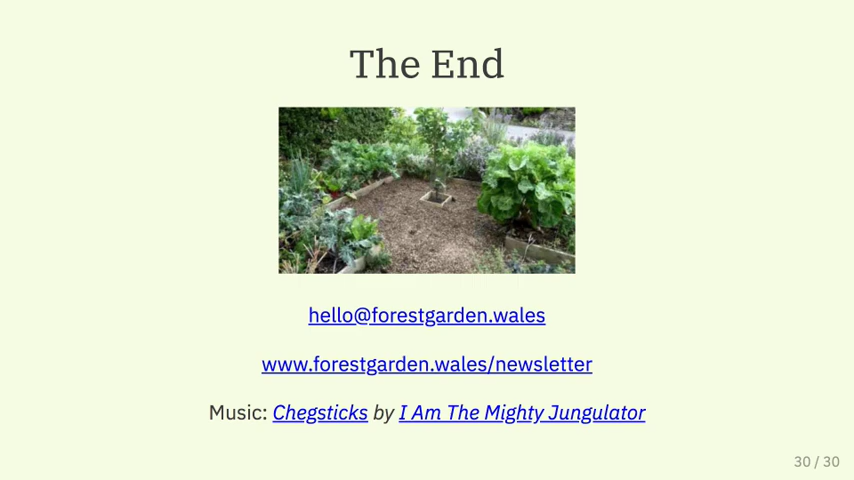 The End
hello@forestgarden.wales
www.forestgarden.wales/newsletter
Music: Chegsticks by I Am The Mighty Jungulator
30 / 30